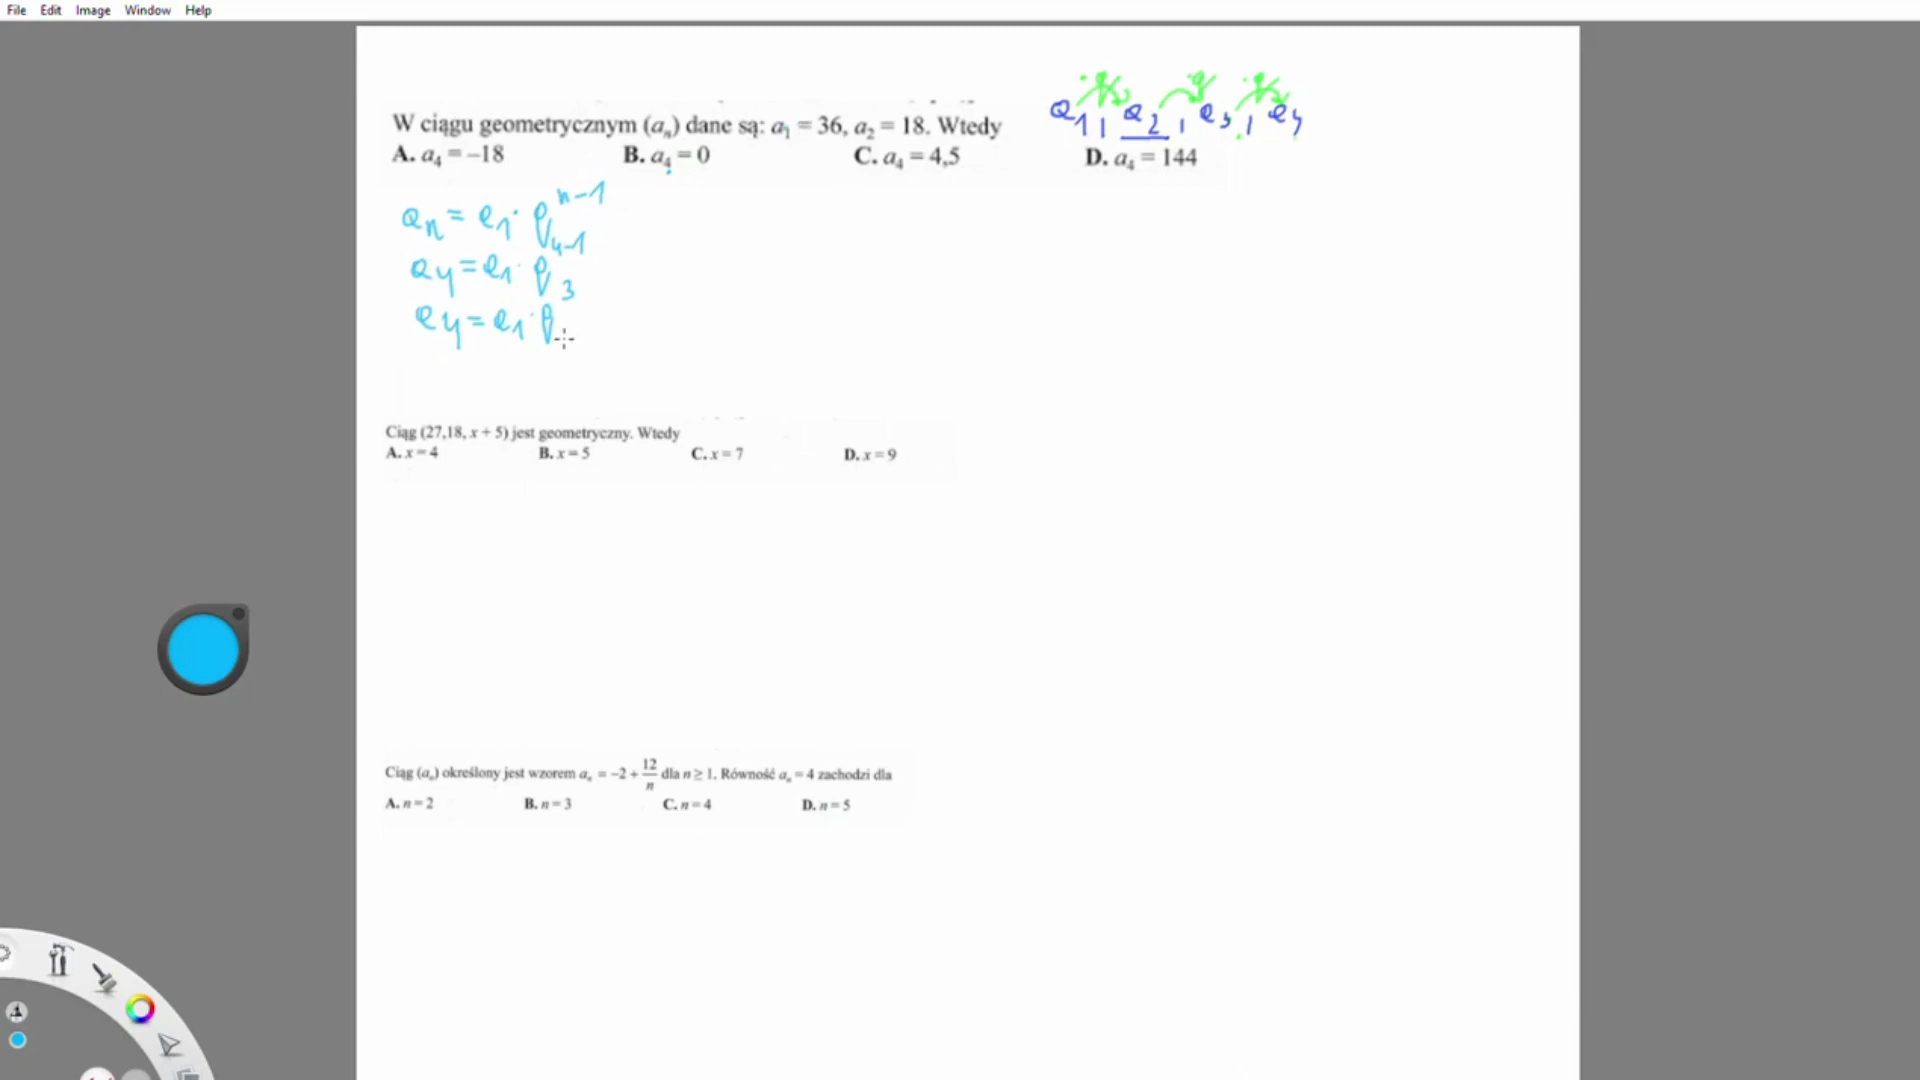 File Edit Image Window Help
W ciągu geometrycznym (aₙ) dane są: a₁ = 36, a₂ = 18. Wtedy
A. a₄ = –18 B. a₄ = 0 C. a₄ = 4,5 D. a₄ = 144
·q ·q ·q
a₁, a₂, a₃, a₄
aₙ = a₁ · qⁿ⁻¹
a₄ = a₁ · q⁴⁻¹
a₄ = a₁ · q³
Ciąg (27,18, x + 5) jest geometryczny. Wtedy
A. x = 4 B. x = 5 C. x = 7 D. x = 9
Ciąg (aₙ) określony jest wzorem aₙ = –2 + 12/n dla n ≥ 1. Równość aₙ = 4 zachodzi dla
A. n = 2 B. n = 3 C. n = 4 D. n = 5